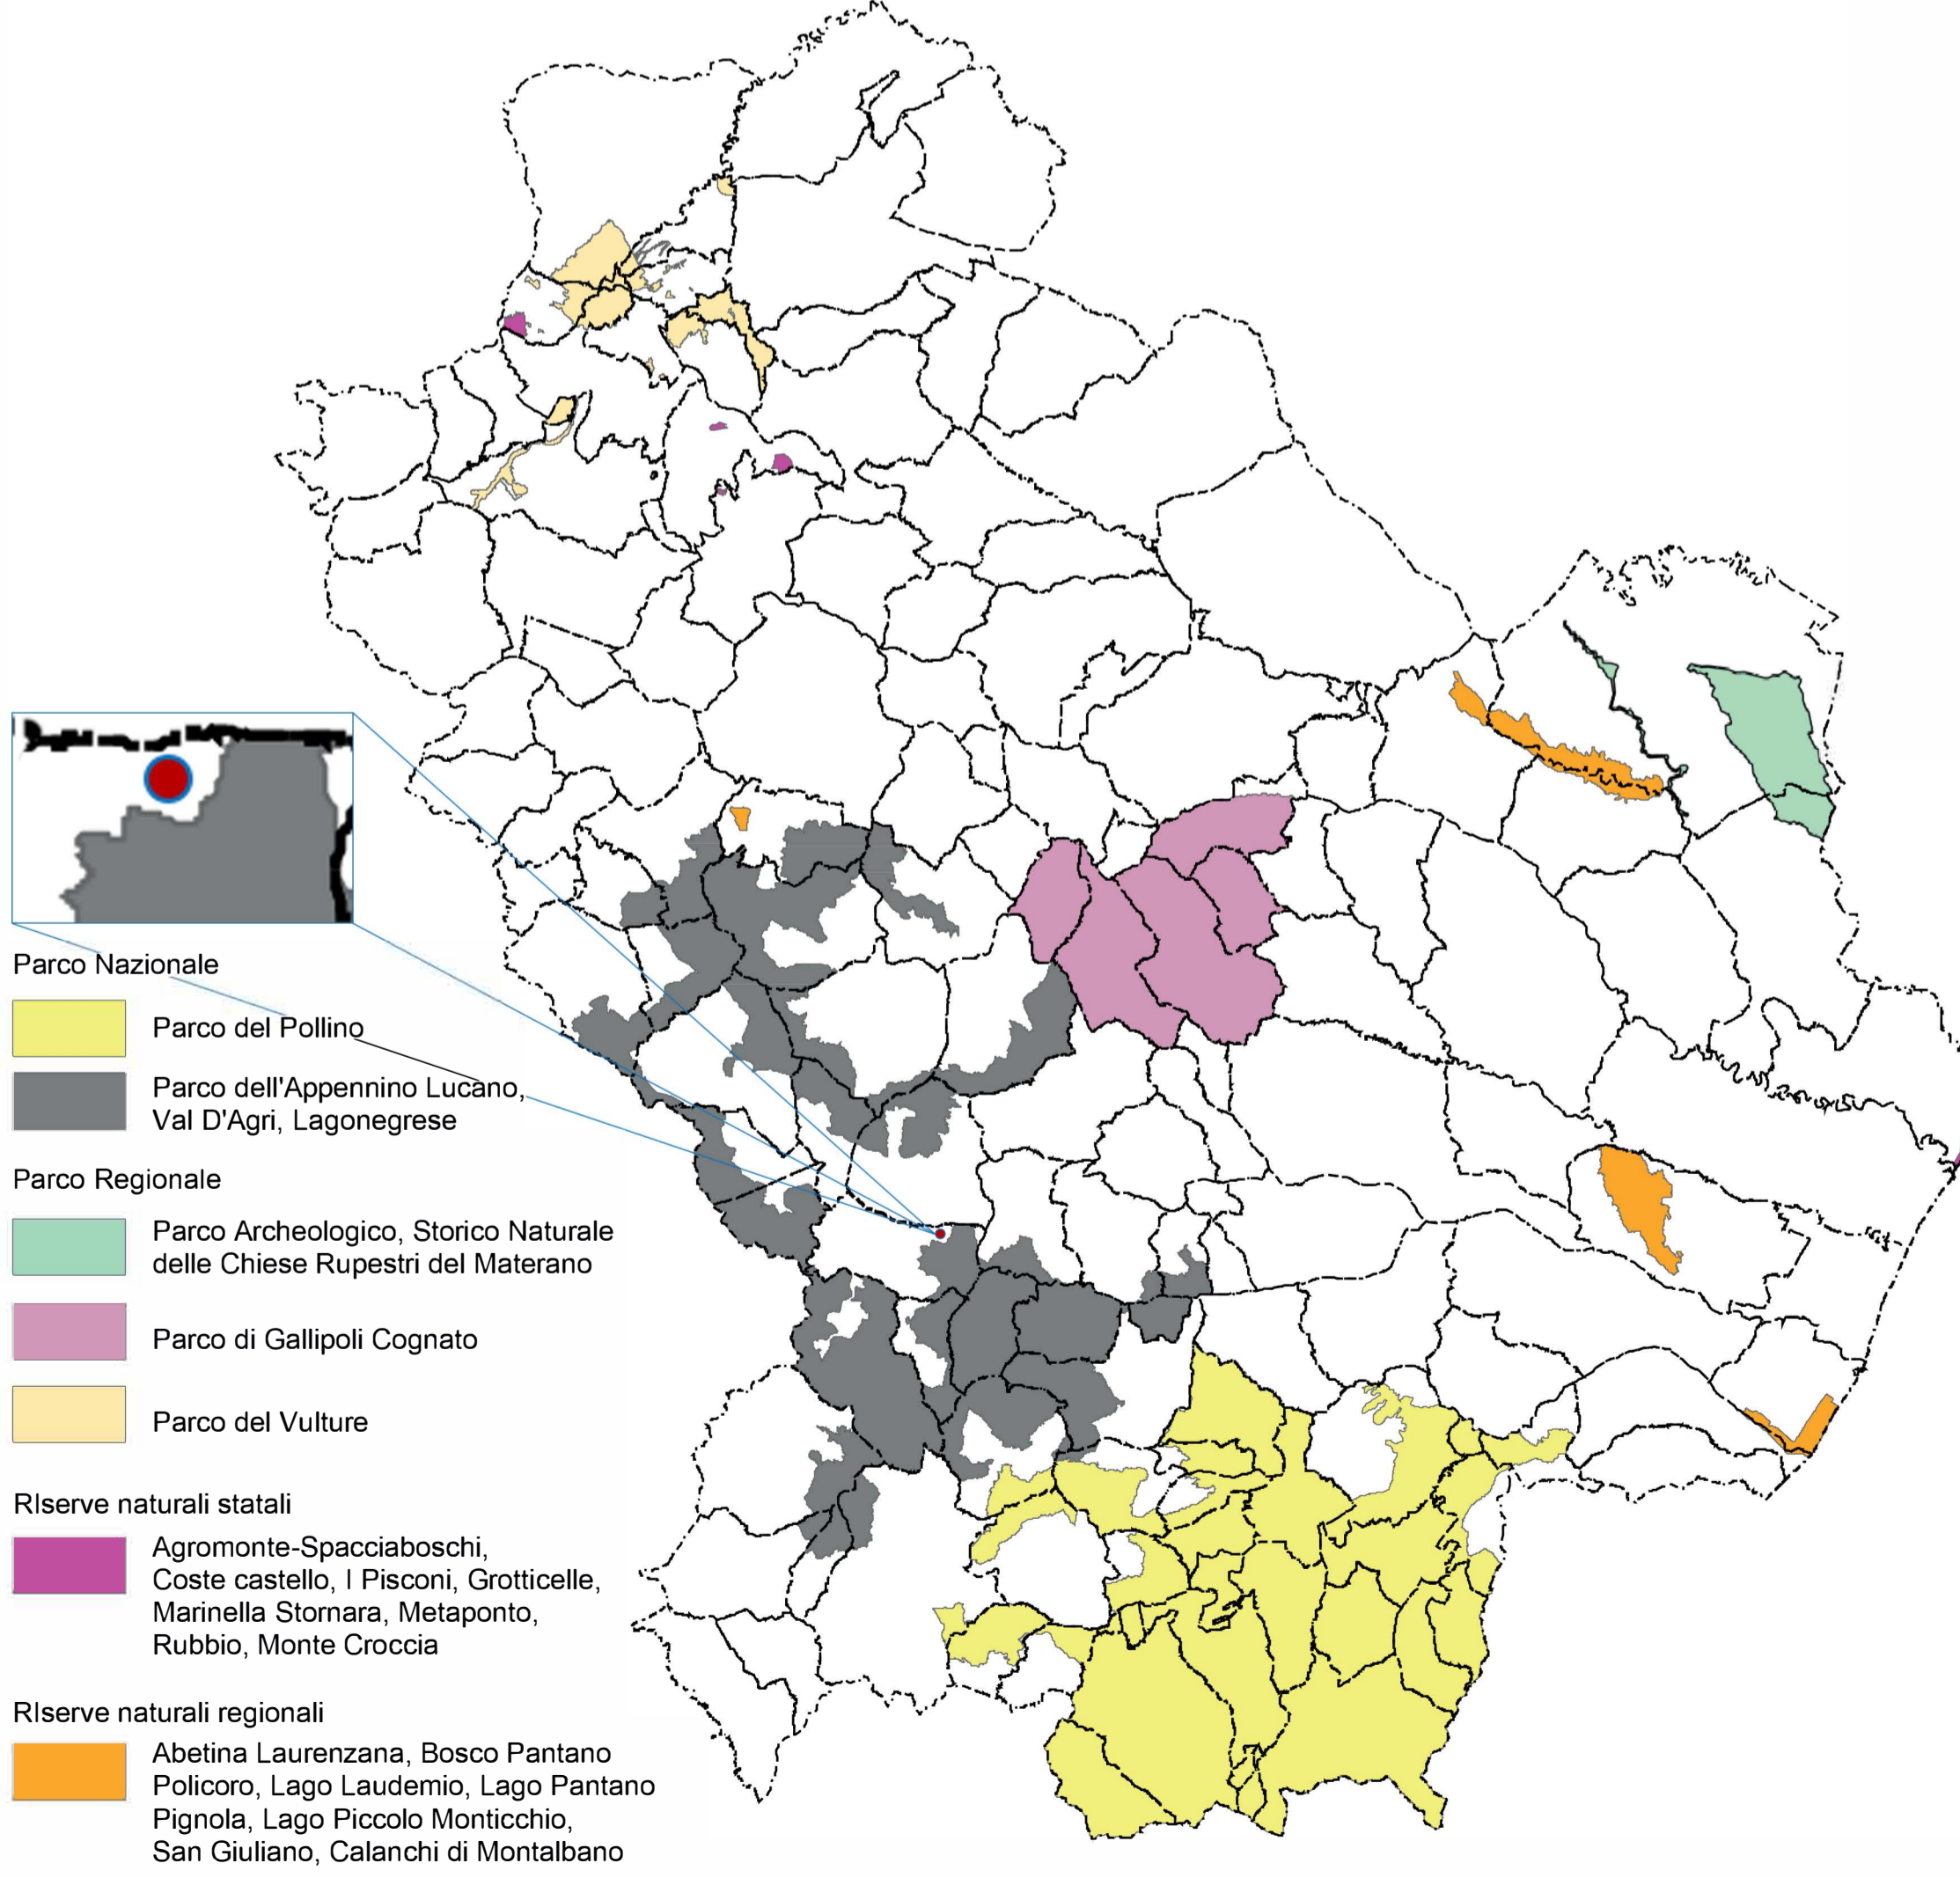 Parco Nazionale
Parco del Pollino
Parco dell'Appennino Lucano,
Val D'Agri, Lagonegrese
Parco Regionale
Parco Archeologico, Storico Naturale
delle Chiese Rupestri del Materano
Parco di Gallipoli Cognato
Parco del Vulture
RIserve naturali statali
Agromonte-Spacciaboschi,
Coste castello, I Pisconi, Grotticelle,
Marinella Stornara, Metaponto,
Rubbio, Monte Croccia
RIserve naturali regionali
Abetina Laurenzana, Bosco Pantano
Policoro, Lago Laudemio, Lago Pantano
Pignola, Lago Piccolo Monticchio,
San Giuliano, Calanchi di Montalbano